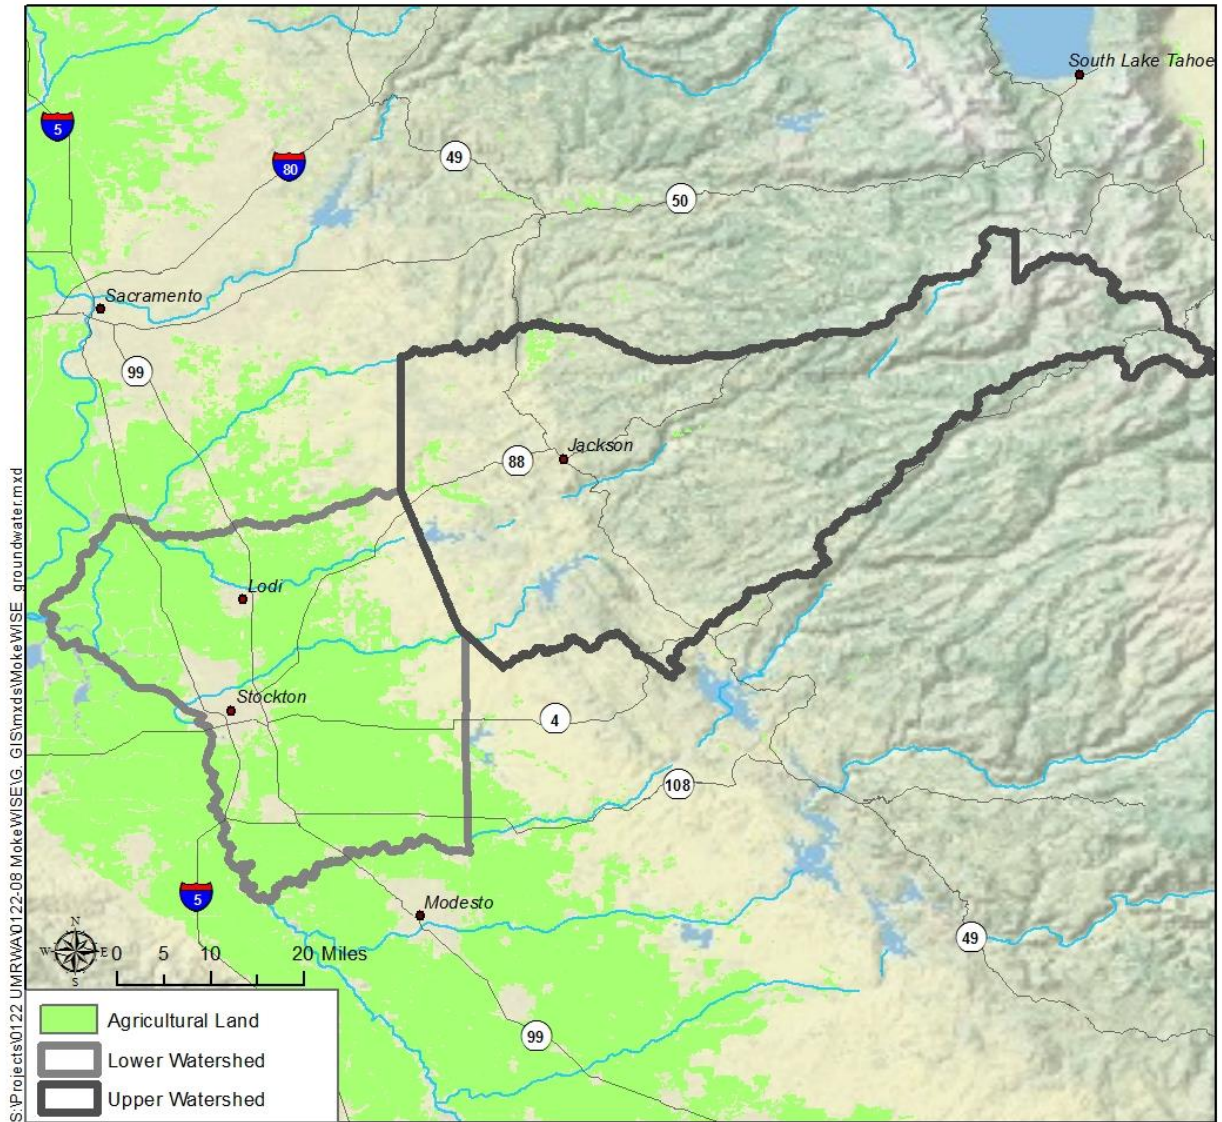 South Lake Tahoe
5
80
49
50
Sacramento
99
Jackson
88
Lodi
Stockton
4
108
Modesto
5
49
99
N
W E
S
0 5 10 20 Miles
Agricultural Land
Lower Watershed
Upper Watershed
S:\Projects\0122 UMRWA\0122-08 MokeWISE\G. GIS\mxds\MokeWISE_groundwater.mxd